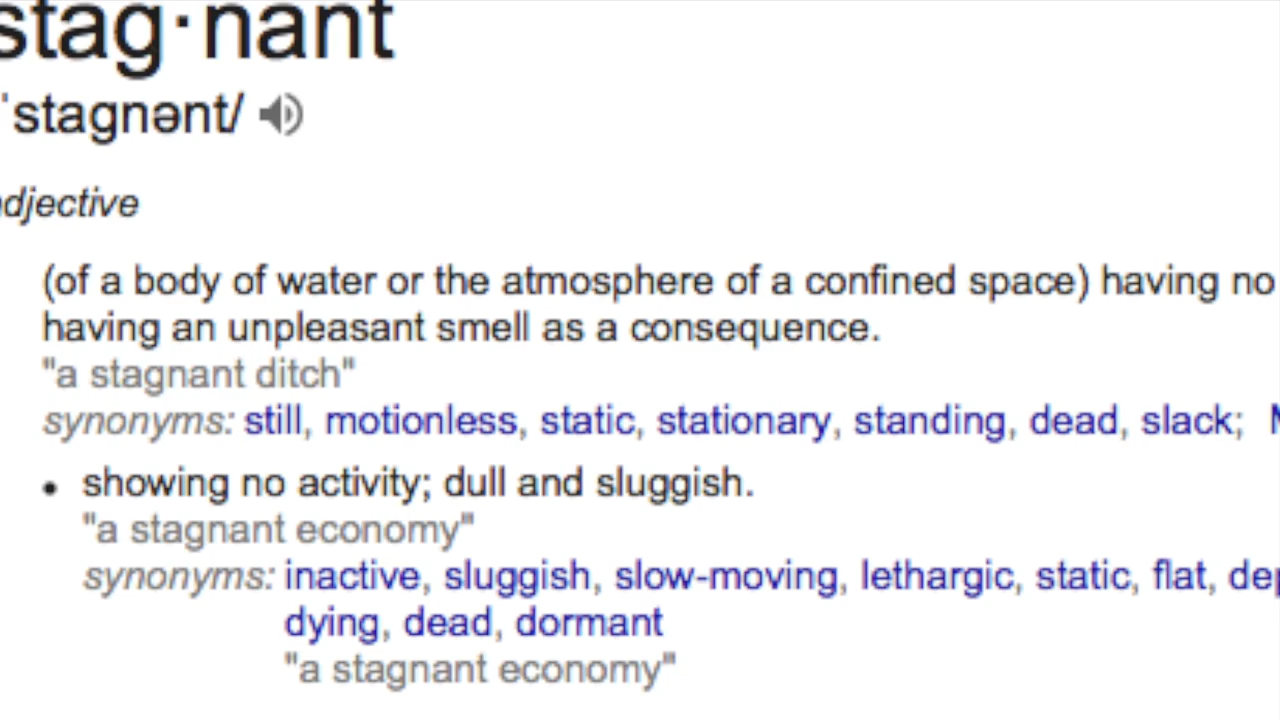 stag·nant
ˈstagnənt/
adjective
(of a body of water or the atmosphere of a confined space) having no
having an unpleasant smell as a consequence.
"a stagnant ditch"
synonyms: still, motionless, static, stationary, standing, dead, slack;
• showing no activity; dull and sluggish.
"a stagnant economy"
synonyms: inactive, sluggish, slow-moving, lethargic, static, flat,
dying, dead, dormant
"a stagnant economy"